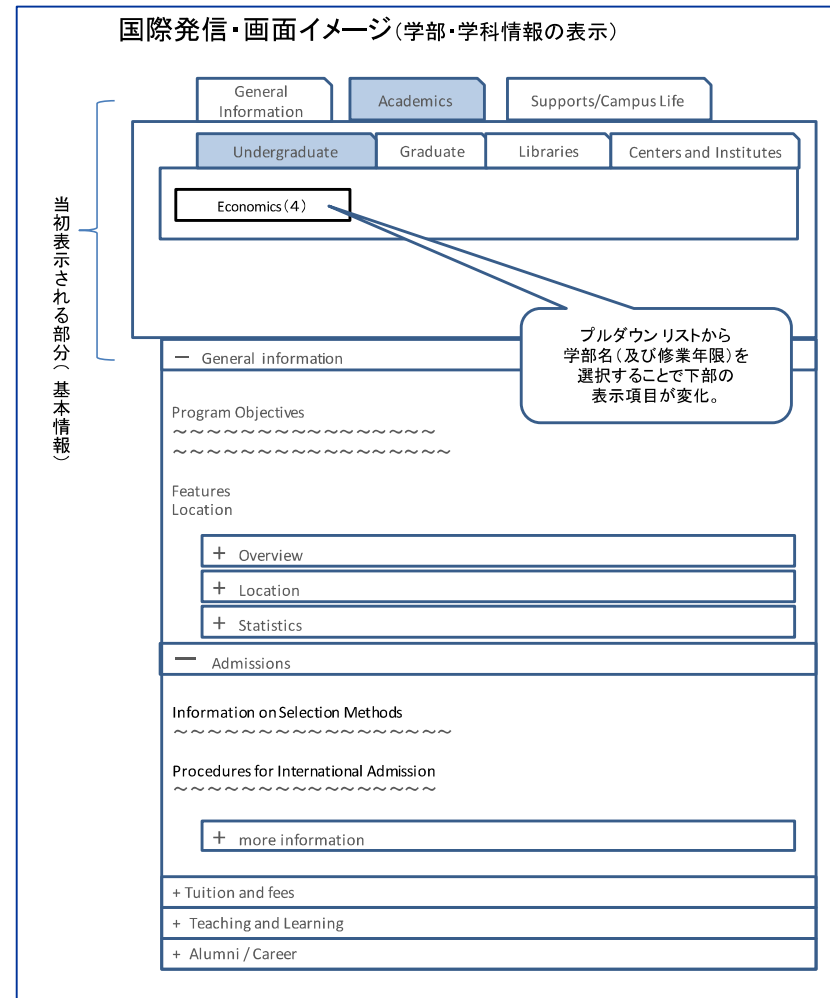 国際発信・画面イメージ（学部・学科情報の表示）
General
Information
Academics
Supports/Campus Life
Undergraduate
Graduate
Libraries
Centers and Institutes
Economics（４）
当初表示される部分（基本情報）
プルダウンリストから
学部名（及び修業年限）を
選択することで下部の
表示項目が変化。
― General information
Program Objectives
～～～～～～～～～～～～～～～～
～～～～～～～～～～～～～～～～～
Features
Location
+ Overview
+ Location
+ Statistics
― Admissions
Information on Selection Methods
～～～～～～～～～～～～～～～～～
Procedures for International Admission
～～～～～～～～～～～～～～～～
+ more information
+ Tuition and fees
+ Teaching and Learning
+ Alumni / Career